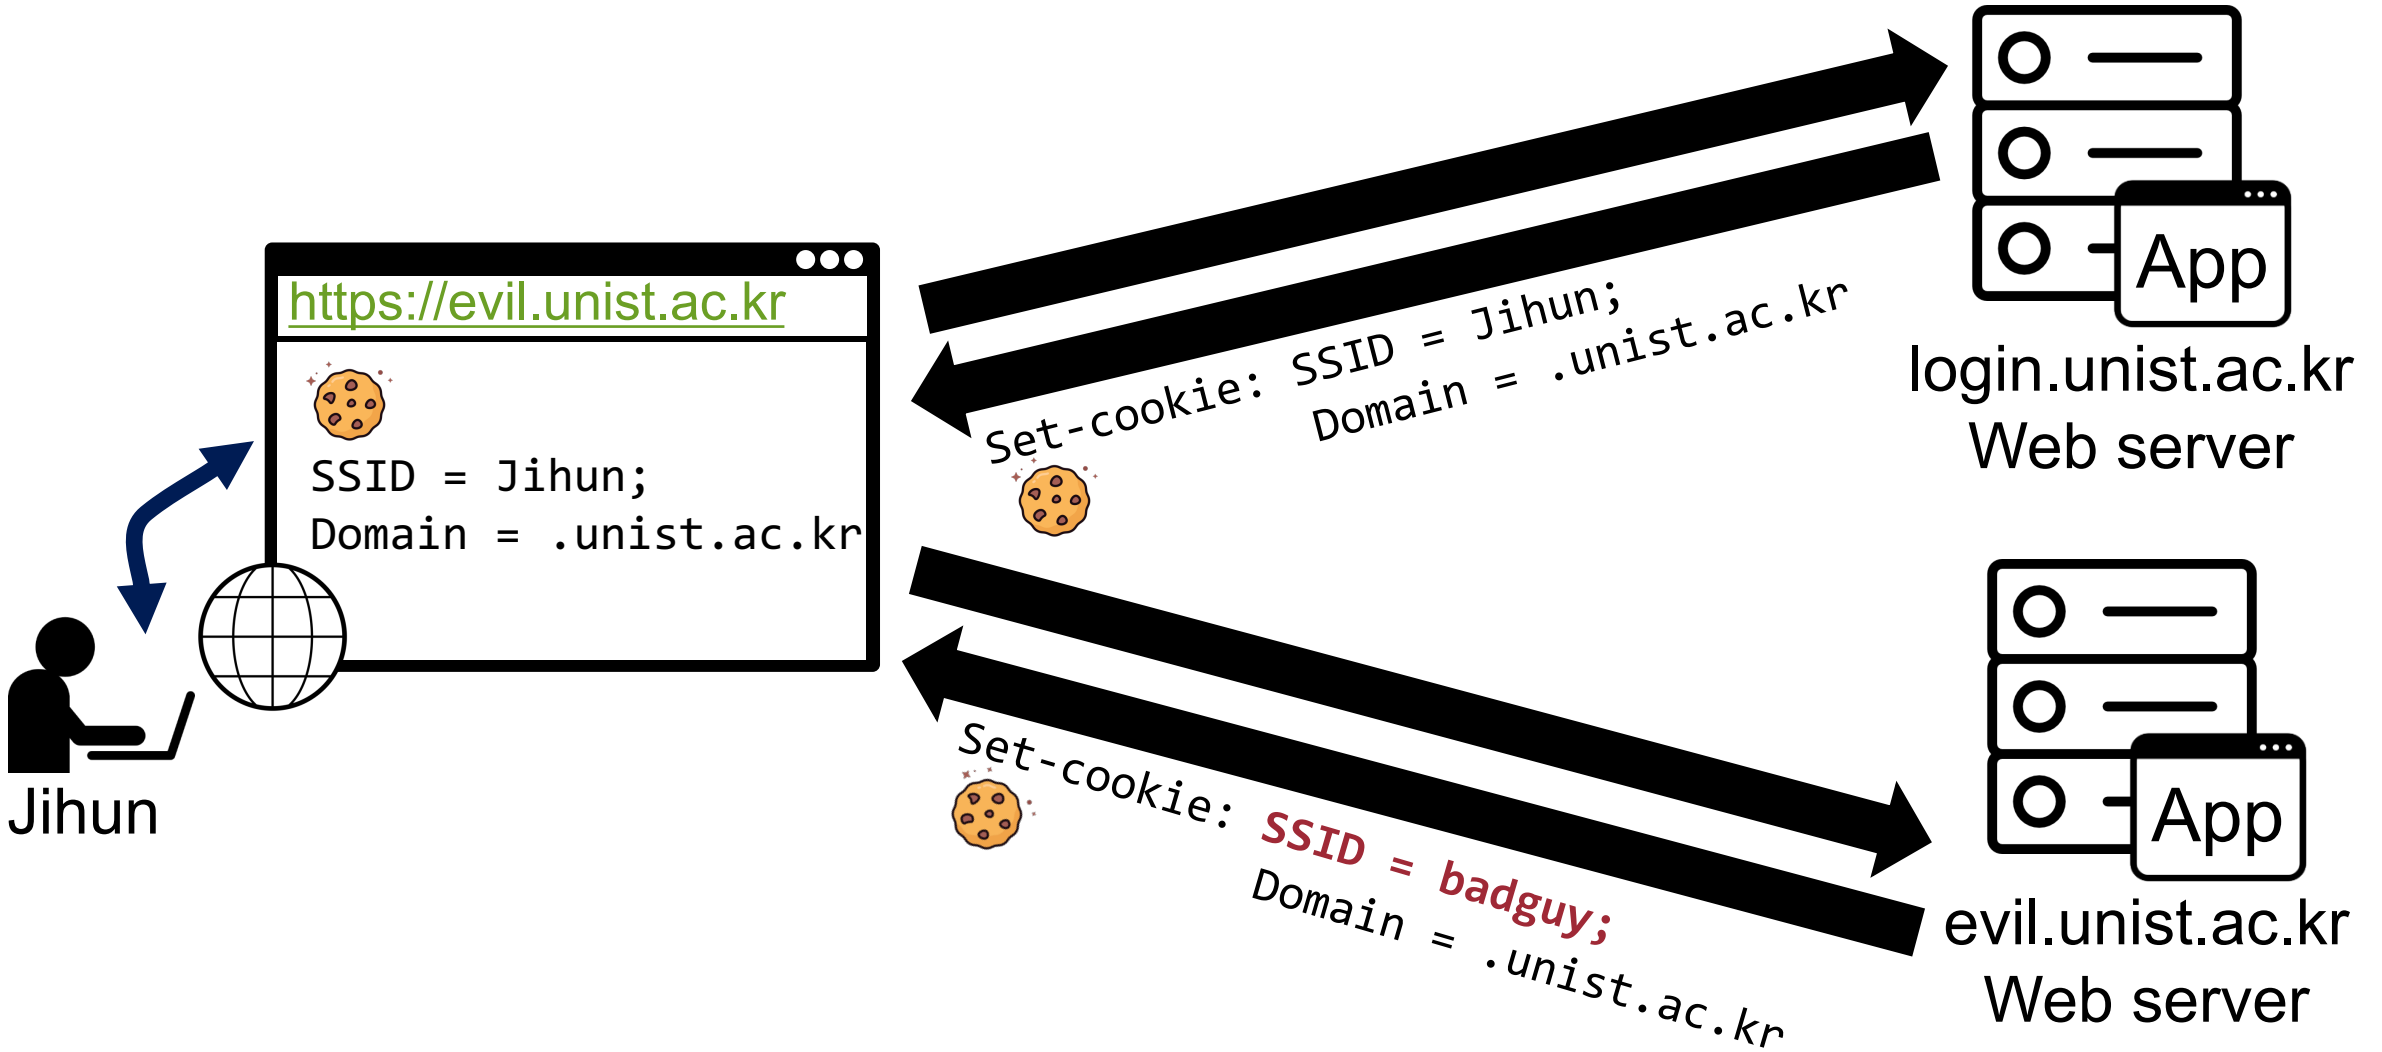 https://evil.unist.ac.kr
SSID = Jihun;
Domain = .unist.ac.kr
Jihun
Set-cookie: SSID = Jihun;
Domain = .unist.ac.kr
App
login.unist.ac.kr
Web server
Set-cookie: SSID = badguy;
Domain = .unist.ac.kr
App
evil.unist.ac.kr
Web server